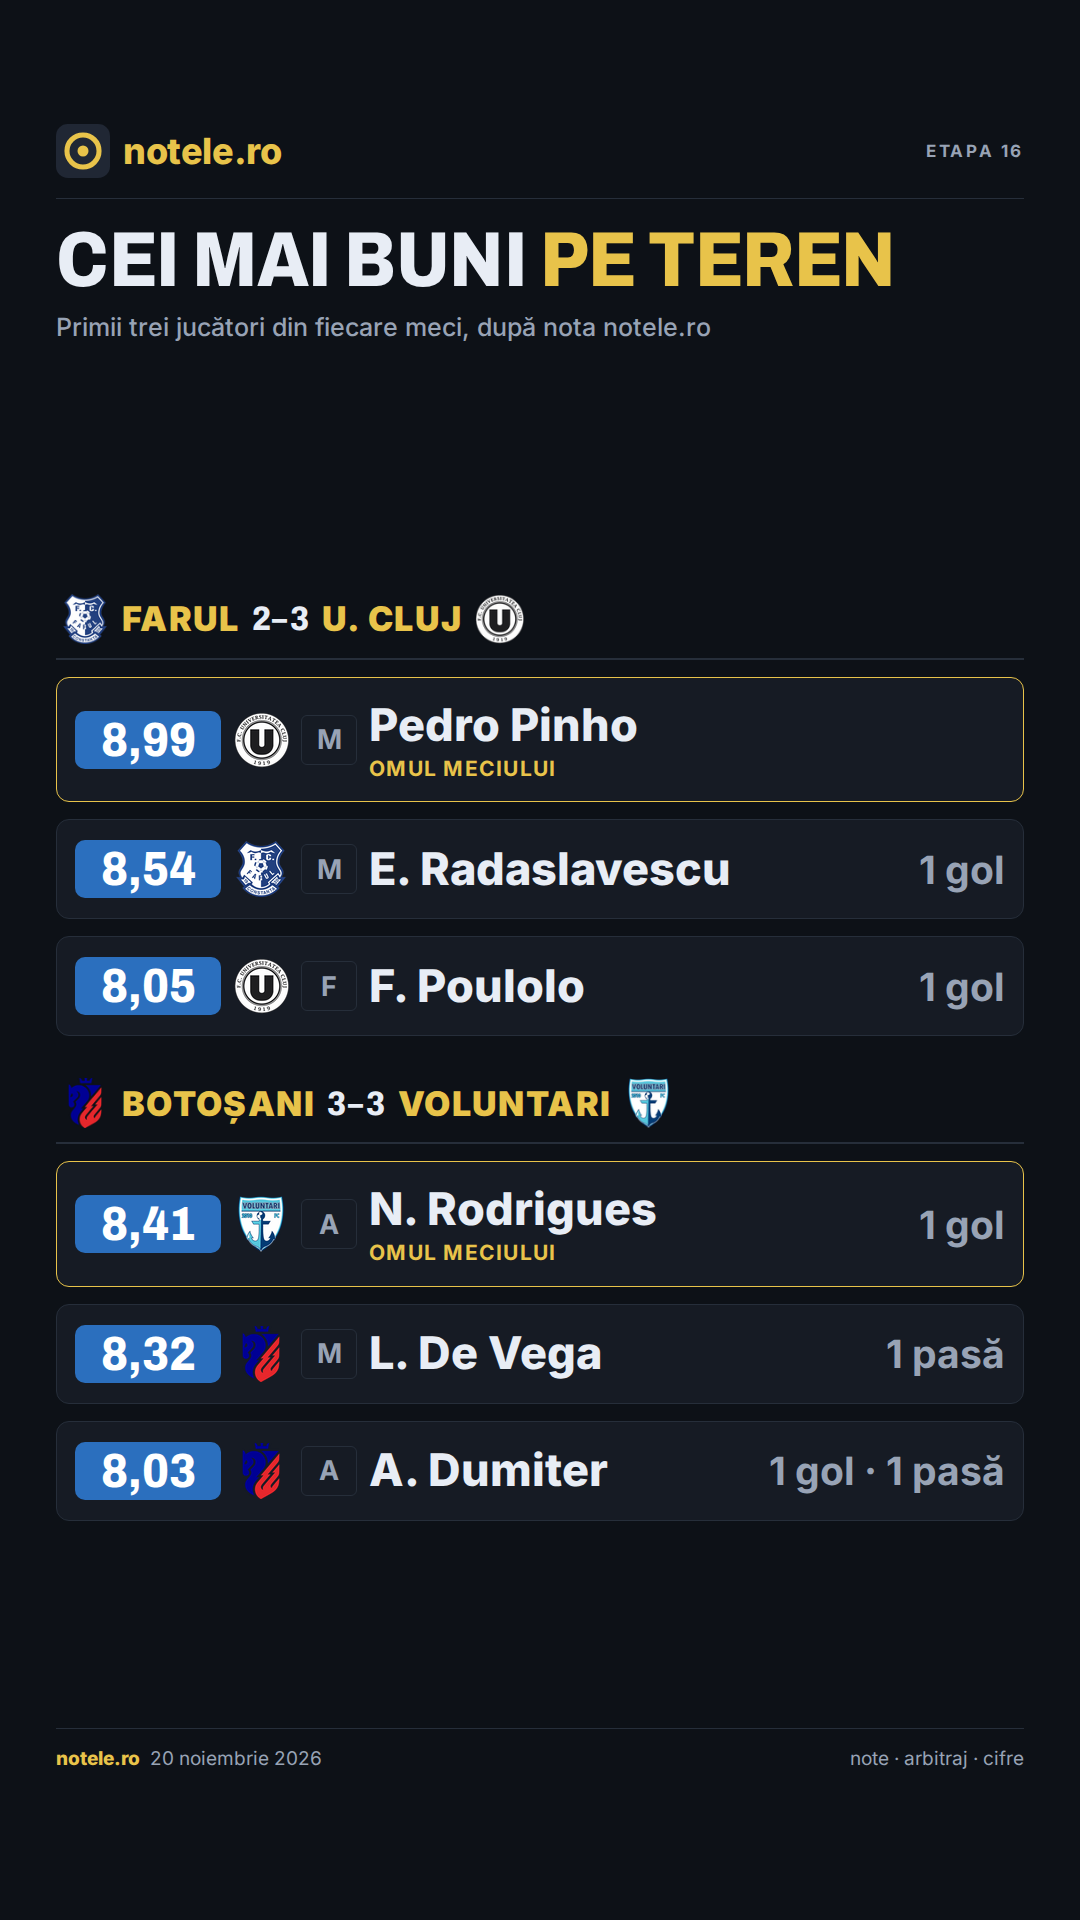 notele.ro
ETAPA 16
CEI MAI BUNI PE TEREN
Primii trei jucători din fiecare meci, după nota notele.ro
FARUL 2–3 U. CLUJ
8,99 M Pedro Pinho
OMUL MECIULUI
8,54 M E. Radaslavescu 1 gol
8,05 F F. Poulolo 1 gol
BOTOȘANI 3–3 VOLUNTARI
8,41 A N. Rodrigues 1 gol
OMUL MECIULUI
8,32 M L. De Vega 1 pasă
8,03 A A. Dumiter 1 gol · 1 pasă
notele.ro 20 noiembrie 2026
note · arbitraj · cifre